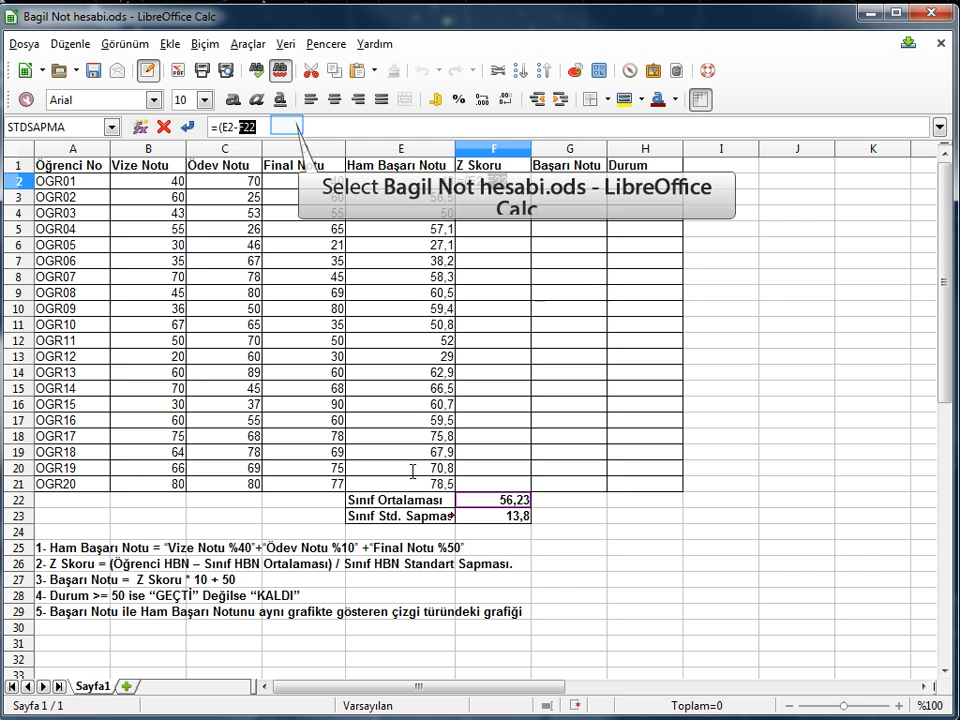 Bagil Not hesabi.ods - LibreOffice Calc
Dosya Düzenle Görünüm Ekle Biçim Araçlar Veri Pencere Yardım
Arial 10
STDSAPMA =(E2-F22
A B C D E F G H I J K
1 Öğrenci No Vize Notu Ödev Notu Final Notu Ham Başarı Notu Z Skoru Başarı Notu Durum
Select Bagil Not hesabi.ods - LibreOffice
Calc
2 OGR01 40 70
3 OGR02 60 25
4 OGR03 43 53 50
5 OGR04 55 26 65 57,1
6 OGR05 30 46 21 27,1
7 OGR06 35 67 35 38,2
8 OGR07 70 78 45 58,3
9 OGR08 45 80 69 60,5
10 OGR09 36 50 80 59,4
11 OGR10 67 65 35 50,8
12 OGR11 50 70 50 52
13 OGR12 20 60 30 29
14 OGR13 60 89 60 62,9
15 OGR14 70 45 68 66,5
16 OGR15 30 37 90 60,7
17 OGR16 60 55 60 59,5
18 OGR17 75 68 78 75,8
19 OGR18 64 78 69 67,9
20 OGR19 66 69 75 70,8
21 OGR20 80 80 77 78,5
22 Sınıf Ortalaması 56,23
23 Sınıf Std. Sapmas 13,8
24
25 1- Ham Başarı Notu = “Vize Notu %40”+“Ödev Notu %10” +“Final Notu %50”
26 2- Z Skoru = (Öğrenci HBN – Sınıf HBN Ortalaması) / Sınıf HBN Standart Sapması.
27 3- Başarı Notu = Z Skoru * 10 + 50
28 4- Durum >= 50 ise “GEÇTİ” Değilse “KALDI”
29 5- Başarı Notu ile Ham Başarı Notunu aynı grafikte gösteren çizgi türündeki grafiği
30
31
32
33
Sayfa1
Sayfa 1 / 1 Varsayılan Toplam=0 %100